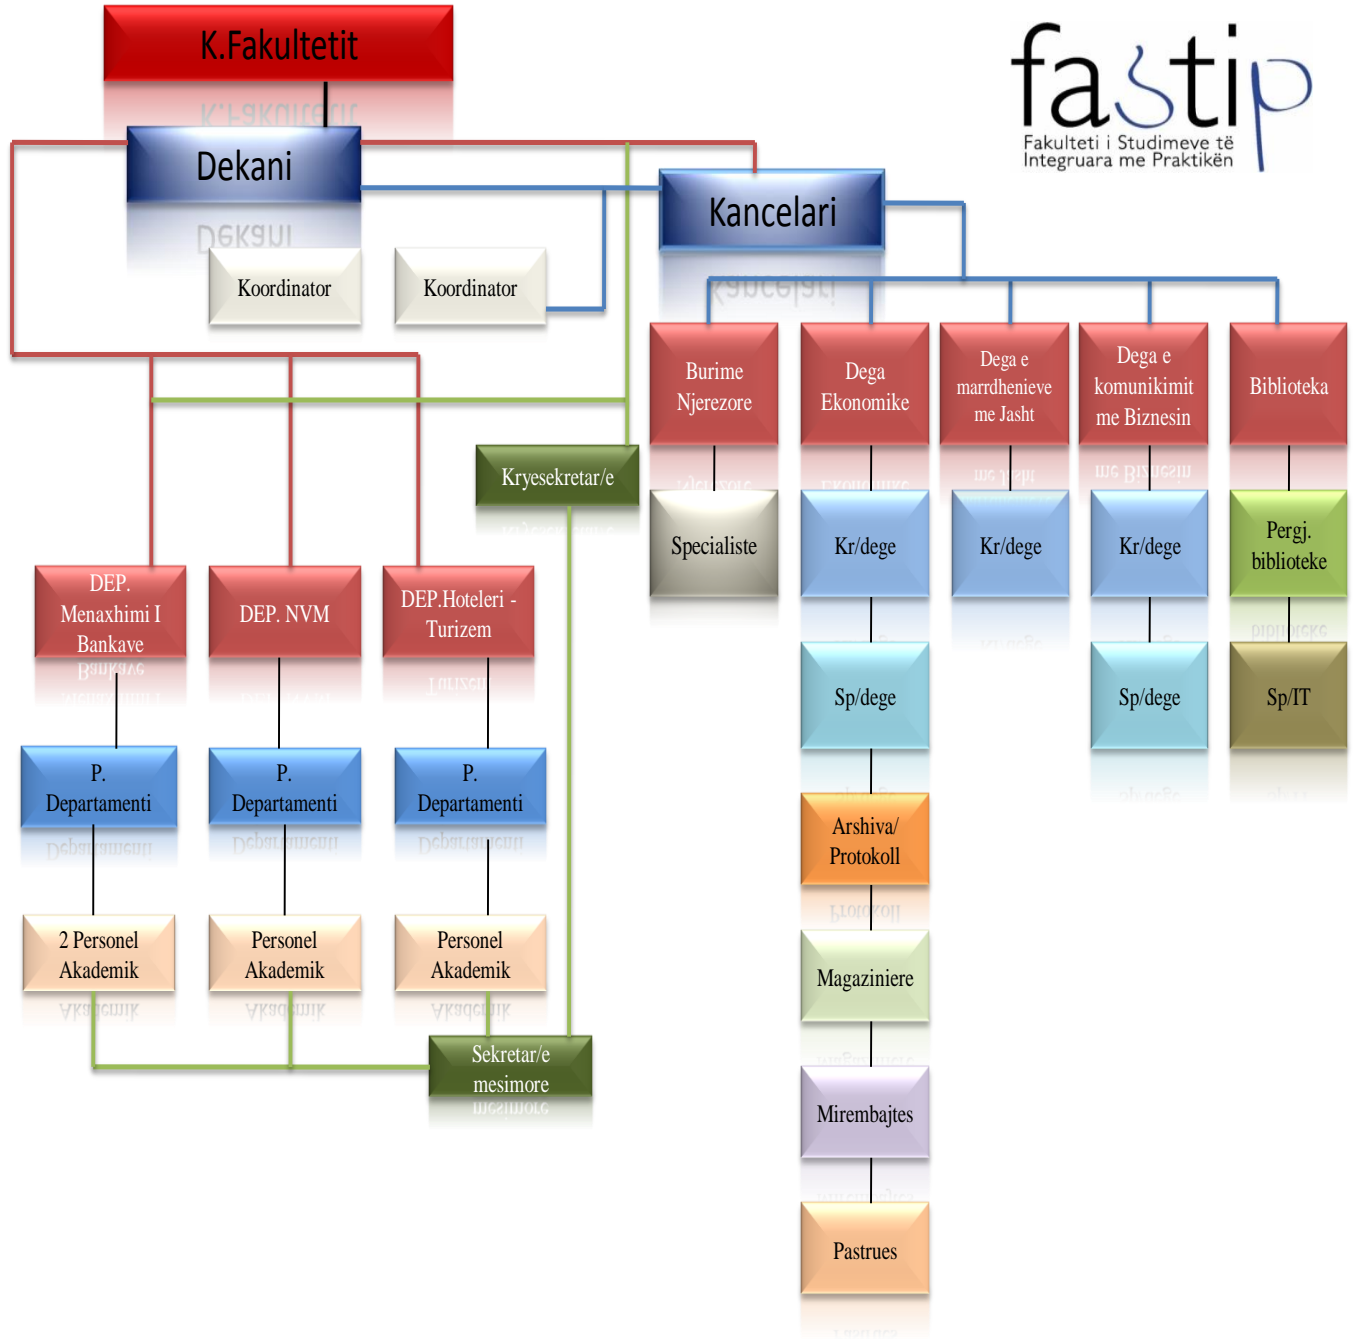 K.Fakultetit
fastip
Fakulteti i Studimeve të
Integruara me Praktikën
Dekani
Kancelari
Koordinator
Koordinator
Burime
Njerezore
Dega
Ekonomike
Dega e
marrdhenieve
me Jasht
Dega e
komunikimit
me Biznesin
Biblioteka
Kryesekretar/e
Specialiste
Kr/dege
Kr/dege
Kr/dege
Pergj.
biblioteke
DEP.
Menaxhimi I
Bankave
DEP. NVM
DEP.Hoteleri -
Turizem
Sp/dege
Sp/dege
Sp/IT
P.
Departamenti
P.
Departamenti
P.
Departamenti
Arshiva/
Protokoll
2 Personel
Akademik
Personel
Akademik
Personel
Akademik
Magaziniere
Sekretar/e
mesimore
Mirembajtes
Pastrues